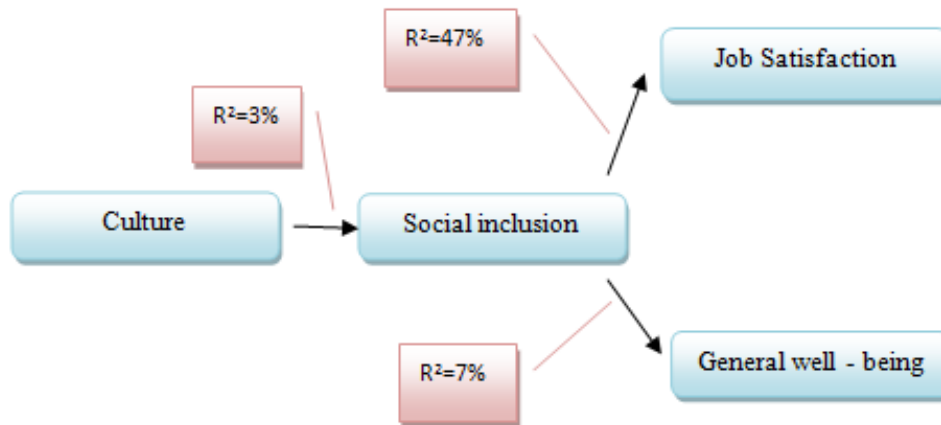 R²=47%
Job Satisfaction
R²=3%
Culture
Social inclusion
R²=7%
General well - being